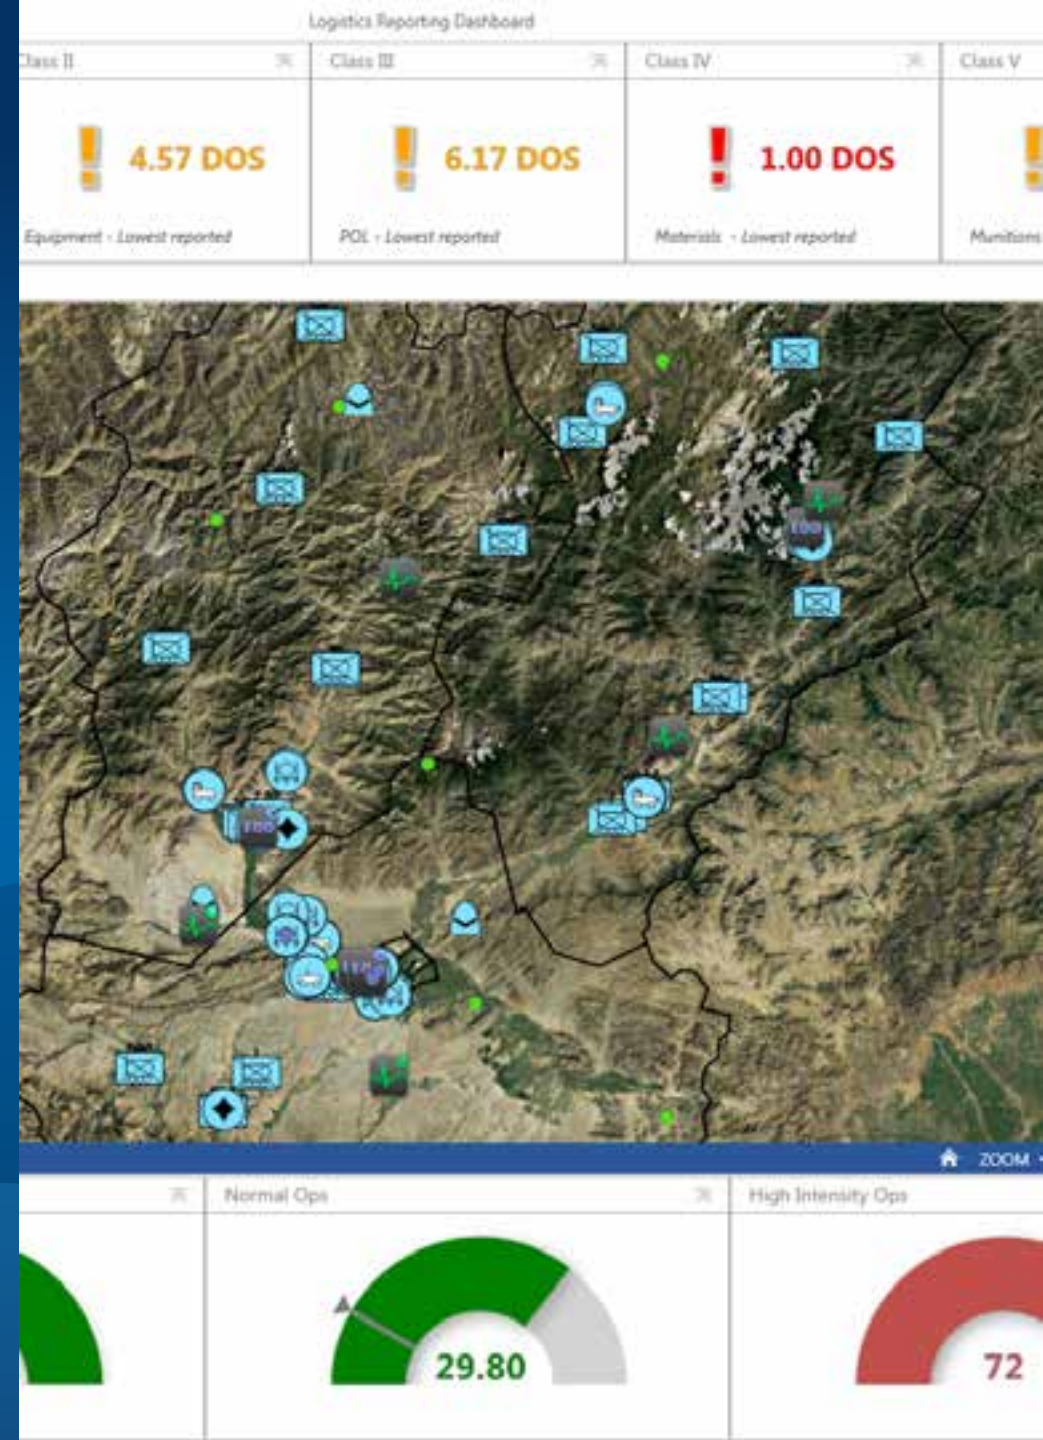 Logistics Reporting Dashboard
Class II
Class III
Class IV
Class V
4.57 DOS
6.17 DOS
1.00 DOS
Equipment - Lowest reported
POL - Lowest reported
Materials - Lowest reported
Munitions
ZOOM
Normal Ops
High Intensity Ops
29.80
72